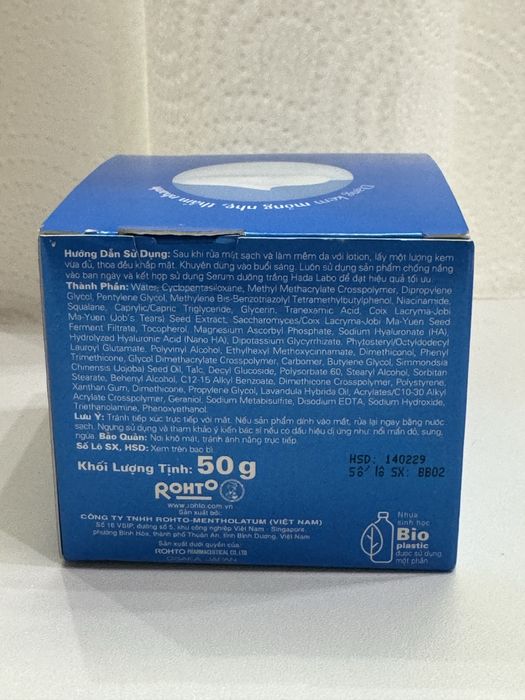 Dạng kem mỏng nhẹ, thấm nhanh
Hướng Dẫn Sử Dụng: Sau khi rửa mặt sạch và làm mềm da với lotion, lấy một lượng kem
vừa đủ, thoa đều khắp mặt. Khuyên dùng vào buổi sáng. Luôn sử dụng sản phẩm chống nắng
vào ban ngày và kết hợp sử dụng Serum dưỡng trắng Hada Labo để đạt hiệu quả tối ưu
Thành Phần: Water, Cyclopentasiloxane, Methyl Methacrylate Crosspolymer, Dipropylene
Glycol, Pentylene Glycol, Methylene Bis-Benzotriazolyl Tetramethylbutylphenol, Niacinamide,
Squalane, Caprylic/Capric Triglyceride, Glycerin, Tranexamic Acid, Coix Lacryma-Jobi
Ma-Yuen (Job's Tears) Seed Extract, Saccharomyces/Coix Lacryma-Jobi Ma-Yuen Seed
Ferment Filtrate, Tocopherol, Magnesium Ascorbyl Phosphate, Sodium Hyaluronate (HA),
Hydrolyzed Hyaluronic Acid (Nano HA), Dipotassium Glycyrrhizate, Phytosteryl/Octyldodecyl
Lauroyl Glutamate, Polyvinyl Alcohol, Ethylhexyl Methoxycinnamate, Dimethiconol, Phenyl
Trimethicone, Glycol Dimethacrylate Crosspolymer, Carbomer, Butylene Glycol, Simmondsia
Chinensis (Jojoba) Seed Oil, Talc, Decyl Glucoside, Polysorbate 60, Stearyl Alcohol, Sorbitan
Stearate, Behenyl Alcohol, C12-15 Alkyl Benzoate, Dimethicone Crosspolymer, Polystyrene,
Xanthan Gum, Dimethicone, Propylene Glycol, Lavandula Hybrida Oil, Acrylates/C10-30 Alkyl
Acrylate Crosspolymer, Geraniol, Sodium Metabisulfite, Disodium EDTA, Sodium Hydroxide,
Triethanolamine, Phenoxyethanol.
Lưu Ý: Tránh tiếp xúc trực tiếp với mắt. Nếu sản phẩm dính vào mắt, rửa lại ngay bằng nước
sạch. Ngưng sử dụng và tham khảo ý kiến bác sĩ nếu có dấu hiệu dị ứng như: nổi mẩn đỏ, sưng,
ngứa. Bảo Quản: Nơi khô mát, tránh ánh nắng trực tiếp.
Số Lô SX, HSD: Xem trên bao bì
Khối Lượng Tịnh: 50 g
HSD: 140229
Số lô SX: BB02
ROHTO
www.rohto.com.vn
Sản xuất bởi:
CÔNG TY TNHH ROHTO-MENTHOLATUM (VIỆT NAM)
Số 16 VSIP, đường số 5, khu công nghiệp Việt Nam - Singapore,
phường Bình Hòa, thành phố Thuận An, tỉnh Bình Dương, Việt Nam
Sản xuất dưới quyền của:
ROHTO PHARMACEUTICAL CO., LTD
OSAKA, JAPAN
Nhựa
sinh học
Bio
plastic
được sử dụng
một phần